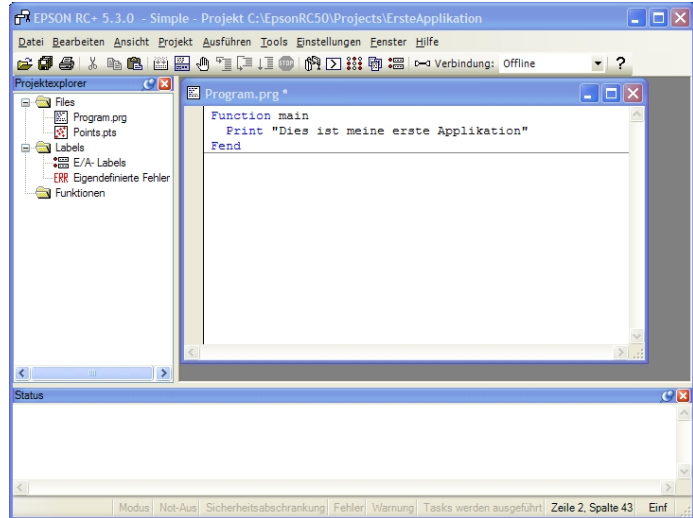 EPSON RC+ 5.3.0 - Simple - Projekt C:\EpsonRC50\Projects\ErsteApplikation
Datei Bearbeiten Ansicht Projekt Ausführen Tools Einstellungen Fenster Hilfe
STOP Verbindung: Offline ?
Projektexplorer
Files
Program.prg
Points.pts
Labels
E/A- Labels
ERR Eigendefinierte Fehler
Funktionen
Program.prg *
Function main
Print "Dies ist meine erste Applikation"
Fend
Status
Modus Not-Aus Sicherheitsabschrankung Fehler Warnung Tasks werden ausgeführt Zeile 2, Spalte 43 Einf